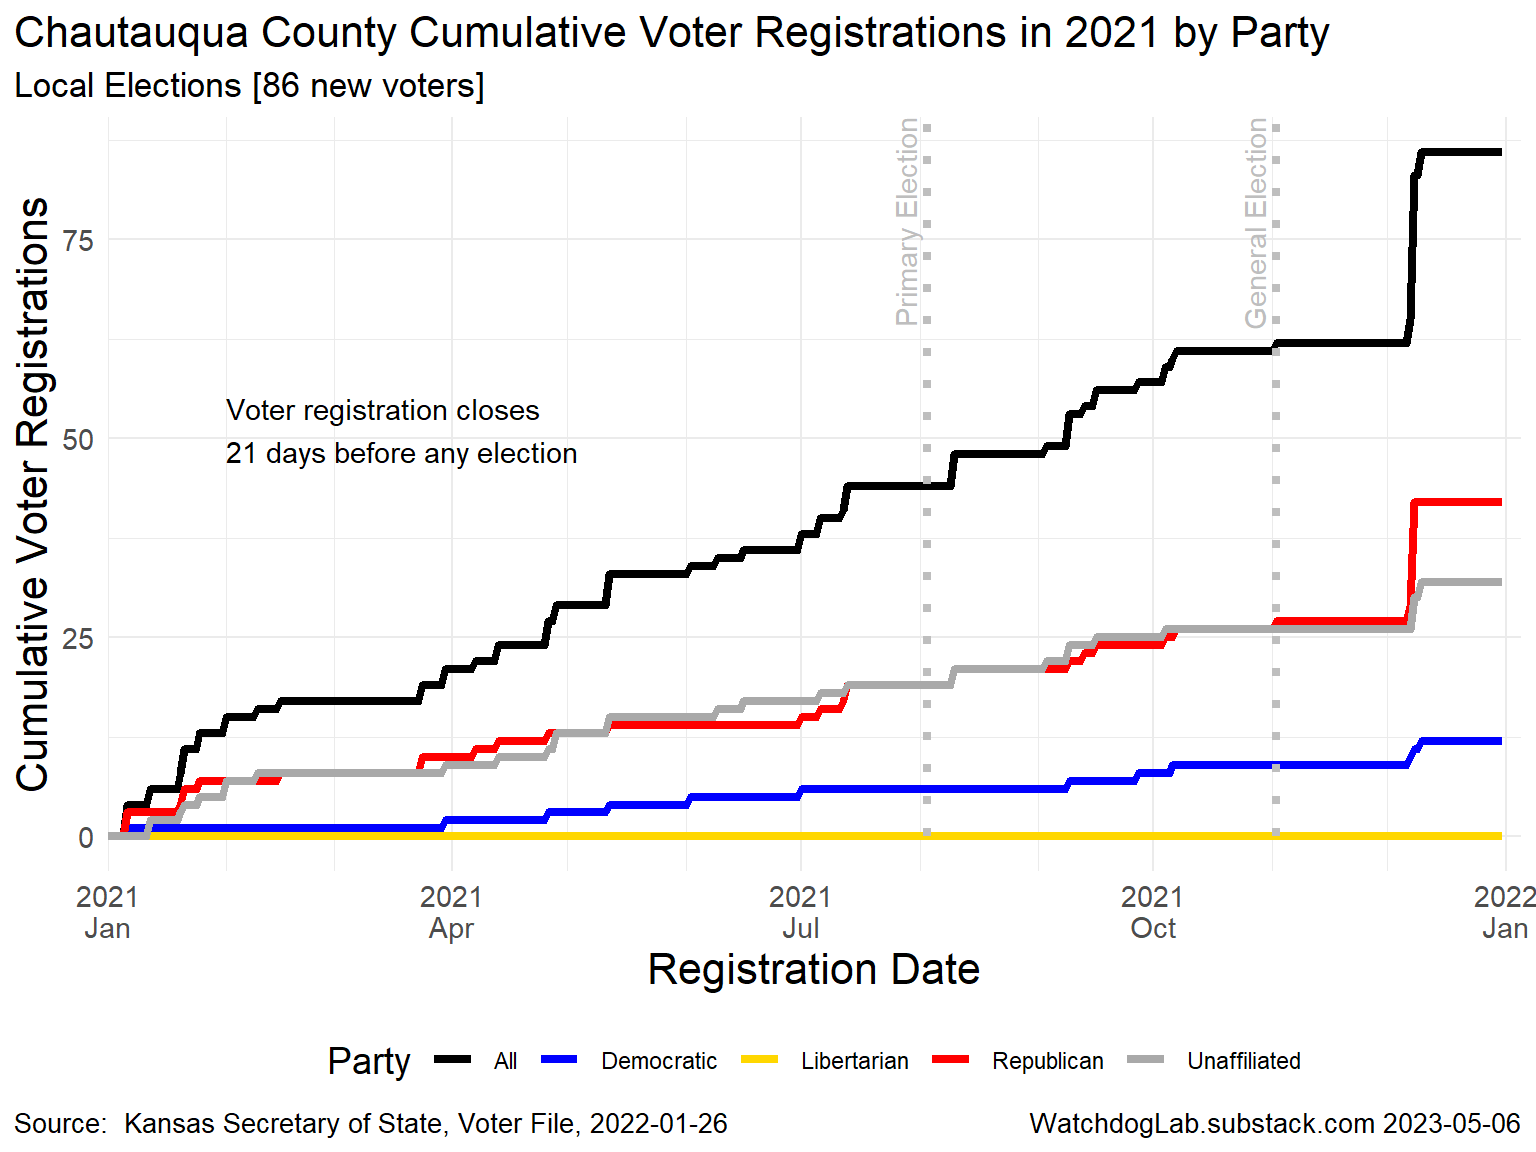 Chautauqua County Cumulative Voter Registrations in 2021 by Party
Local Elections [86 new voters]
Cumulative Voter Registrations
75
50
25
0
Primary Election
General Election
Voter registration closes
21 days before any election
2021
Jan
2021
Apr
2021
Jul
2021
Oct
2022
Jan
Registration Date
Party All Democratic Libertarian Republican Unaffiliated
Source:  Kansas Secretary of State, Voter File, 2022-01-26
WatchdogLab.substack.com 2023-05-06